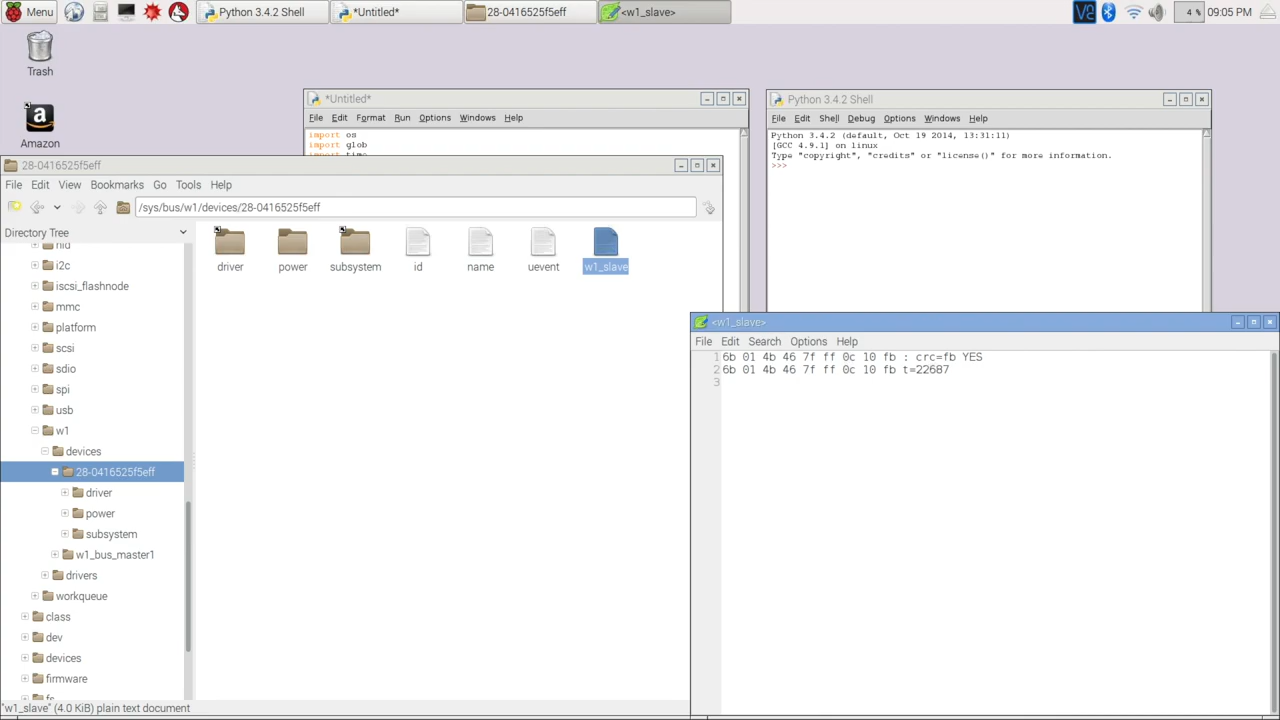 Menu
Python 3.4.2 Shell
*Untitled*
28-0416525f5eff
<w1_slave>
4 %
09:05 PM
Trash
Amazon
*Untitled*
File Edit Format Run Options Windows Help
import os
import glob
import time
Python 3.4.2 Shell
File Edit Shell Debug Options Windows Help
Python 3.4.2 (default, Oct 19 2014, 13:31:11)
[GCC 4.9.1] on linux
Type "copyright", "credits" or "license()" for more information.
>>>
28-0416525f5eff
File Edit View Bookmarks Go Tools Help
/sys/bus/w1/devices/28-0416525f5eff
Directory Tree
hid
i2c
iscsi_flashnode
mmc
platform
scsi
sdio
spi
usb
w1
devices
28-0416525f5eff
driver
power
subsystem
w1_bus_master1
drivers
workqueue
class
dev
devices
firmware
fs
driver
power
subsystem
id
name
uevent
w1_slave
"w1_slave" (4.0 KiB) plain text document
<w1_slave>
File Edit Search Options Help
1 6b 01 4b 46 7f ff 0c 10 fb : crc=fb YES
2 6b 01 4b 46 7f ff 0c 10 fb t=22687
3